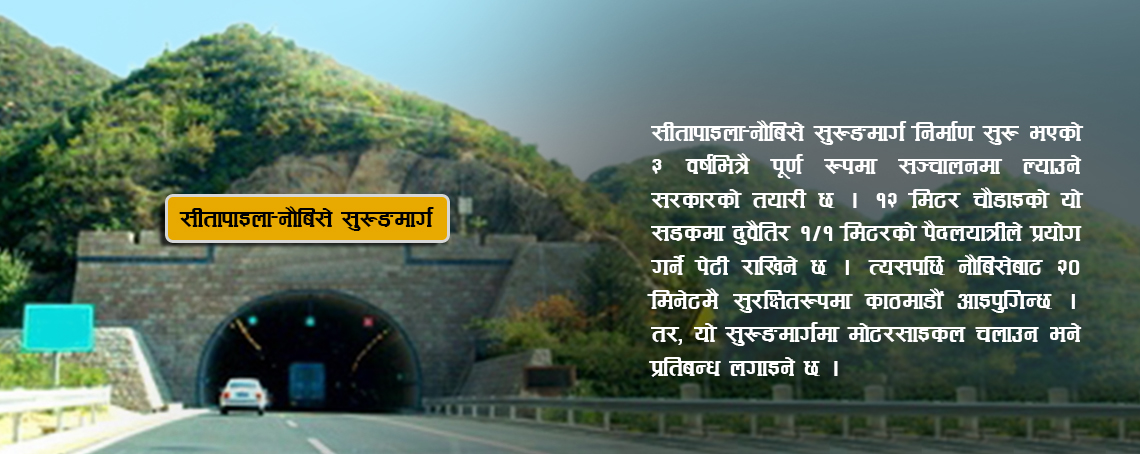 सीतापाइला-नौबिसे सुरूङमार्ग
सीतापाइला-नौबिसे सुरूङमार्ग निर्माण सुरू भएको
३ वर्षभित्रै पूर्ण रूपमा सञ्चालनमा ल्याउने
सरकारको तयारी छ । १२ मिटर चौडाइको यो
सडकमा दुवैतिर १/१ मिटरको पैदलयात्रीले प्रयोग
गर्ने पेटी राखिने छ । त्यसपछि नौबिसेबाट २०
मिनेटमै सुरक्षितरूपमा काठमाडौं आइपुगिन्छ ।
तर, यो सुरूङमार्गमा मोटरसाइकल चलाउन भने
प्रतिबन्ध लगाइने छ ।